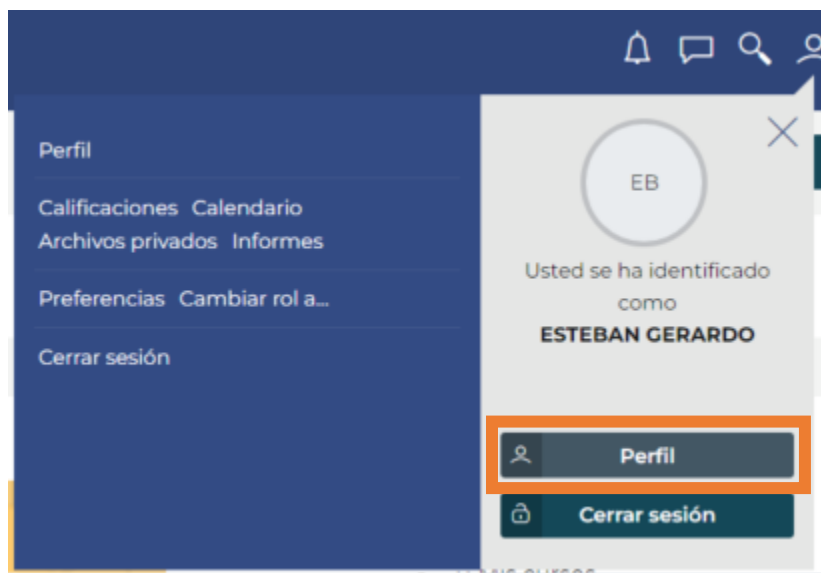 Perfil
Calificaciones Calendario
Archivos privados Informes
Preferencias Cambiar rol a...
Cerrar sesión
EB
Usted se ha identificado
como
ESTEBAN GERARDO
Perfil
Cerrar sesión